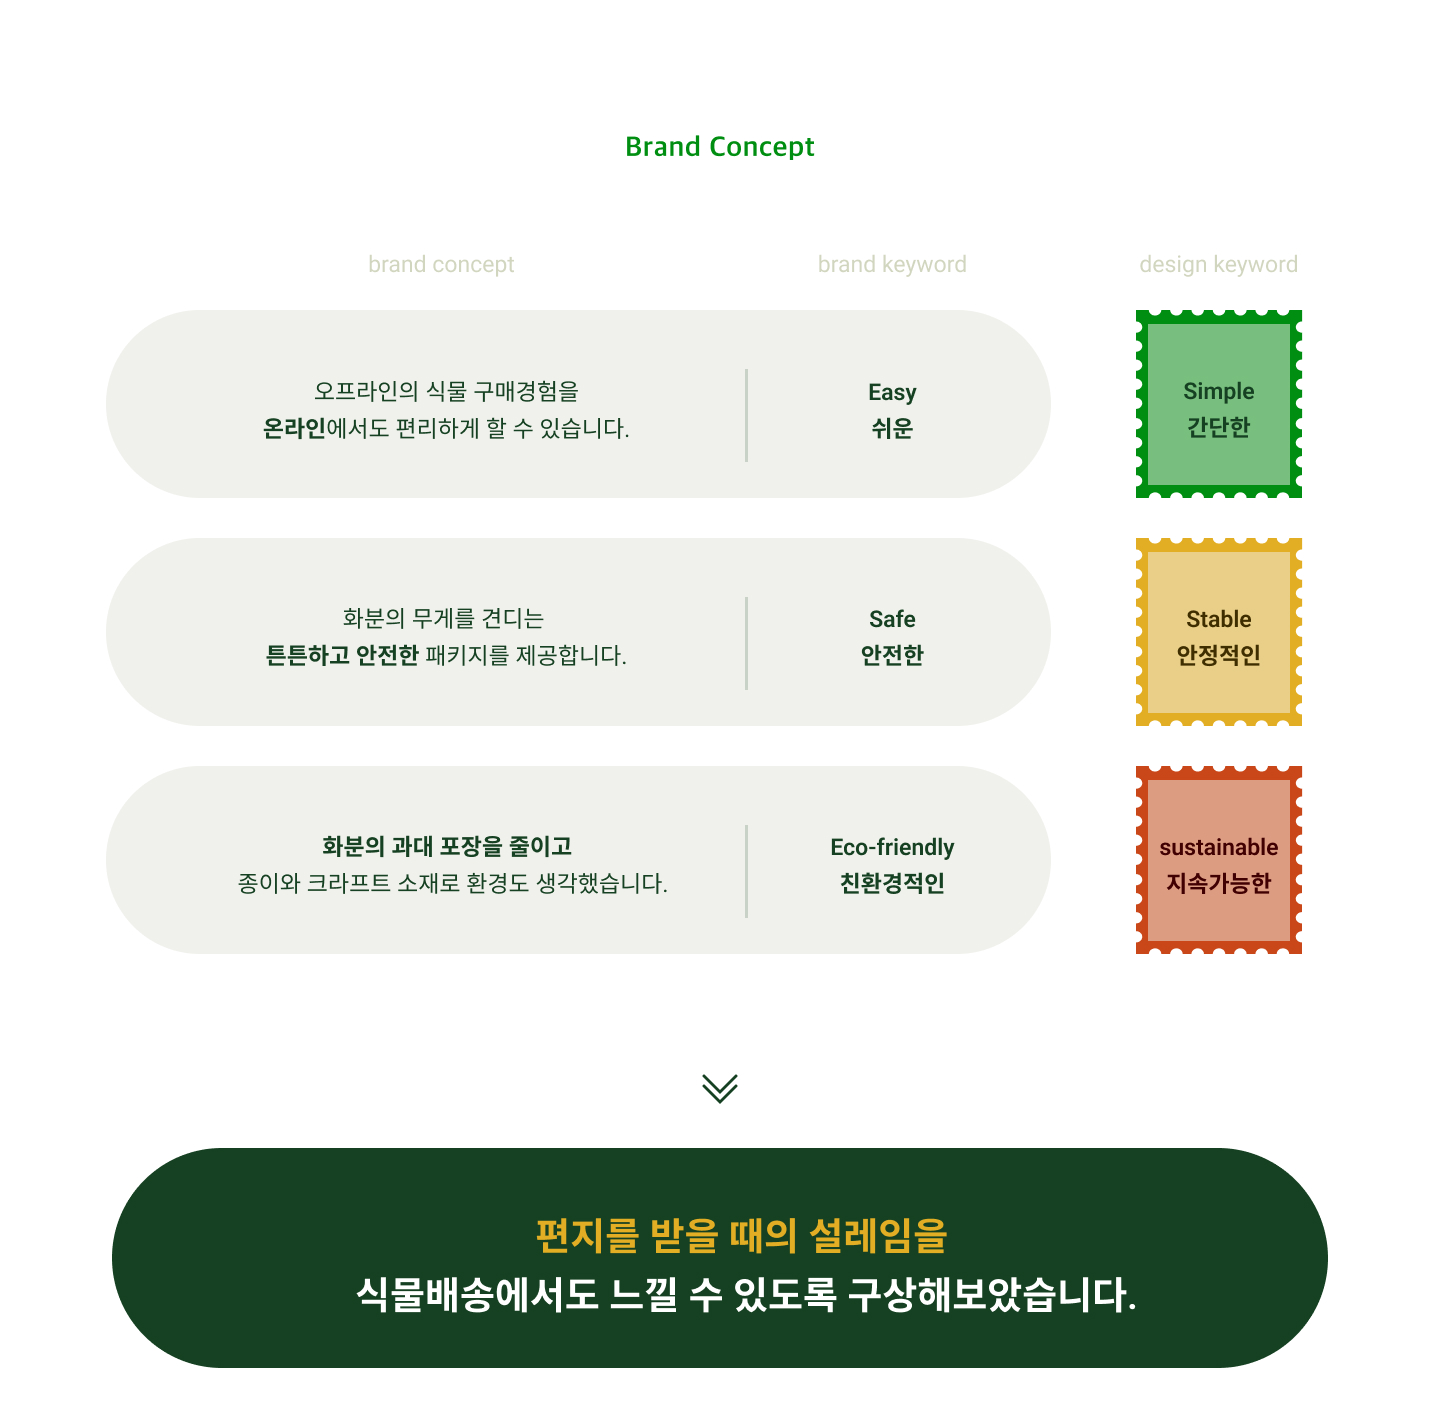 Brand Concept
brand concept
brand keyword
design keyword
오프라인의 식물 구매경험을
온라인에서도 편리하게 할 수 있습니다.
Easy
쉬운
Simple
간단한
화분의 무게를 견디는
튼튼하고 안전한 패키지를 제공합니다.
Safe
안전한
Stable
안정적인
화분의 과대 포장을 줄이고
종이와 크라프트 소재로 환경도 생각했습니다.
Eco-friendly
친환경적인
sustainable
지속가능한
편지를 받을 때의 설레임을
식물배송에서도 느낄 수 있도록 구상해보았습니다.